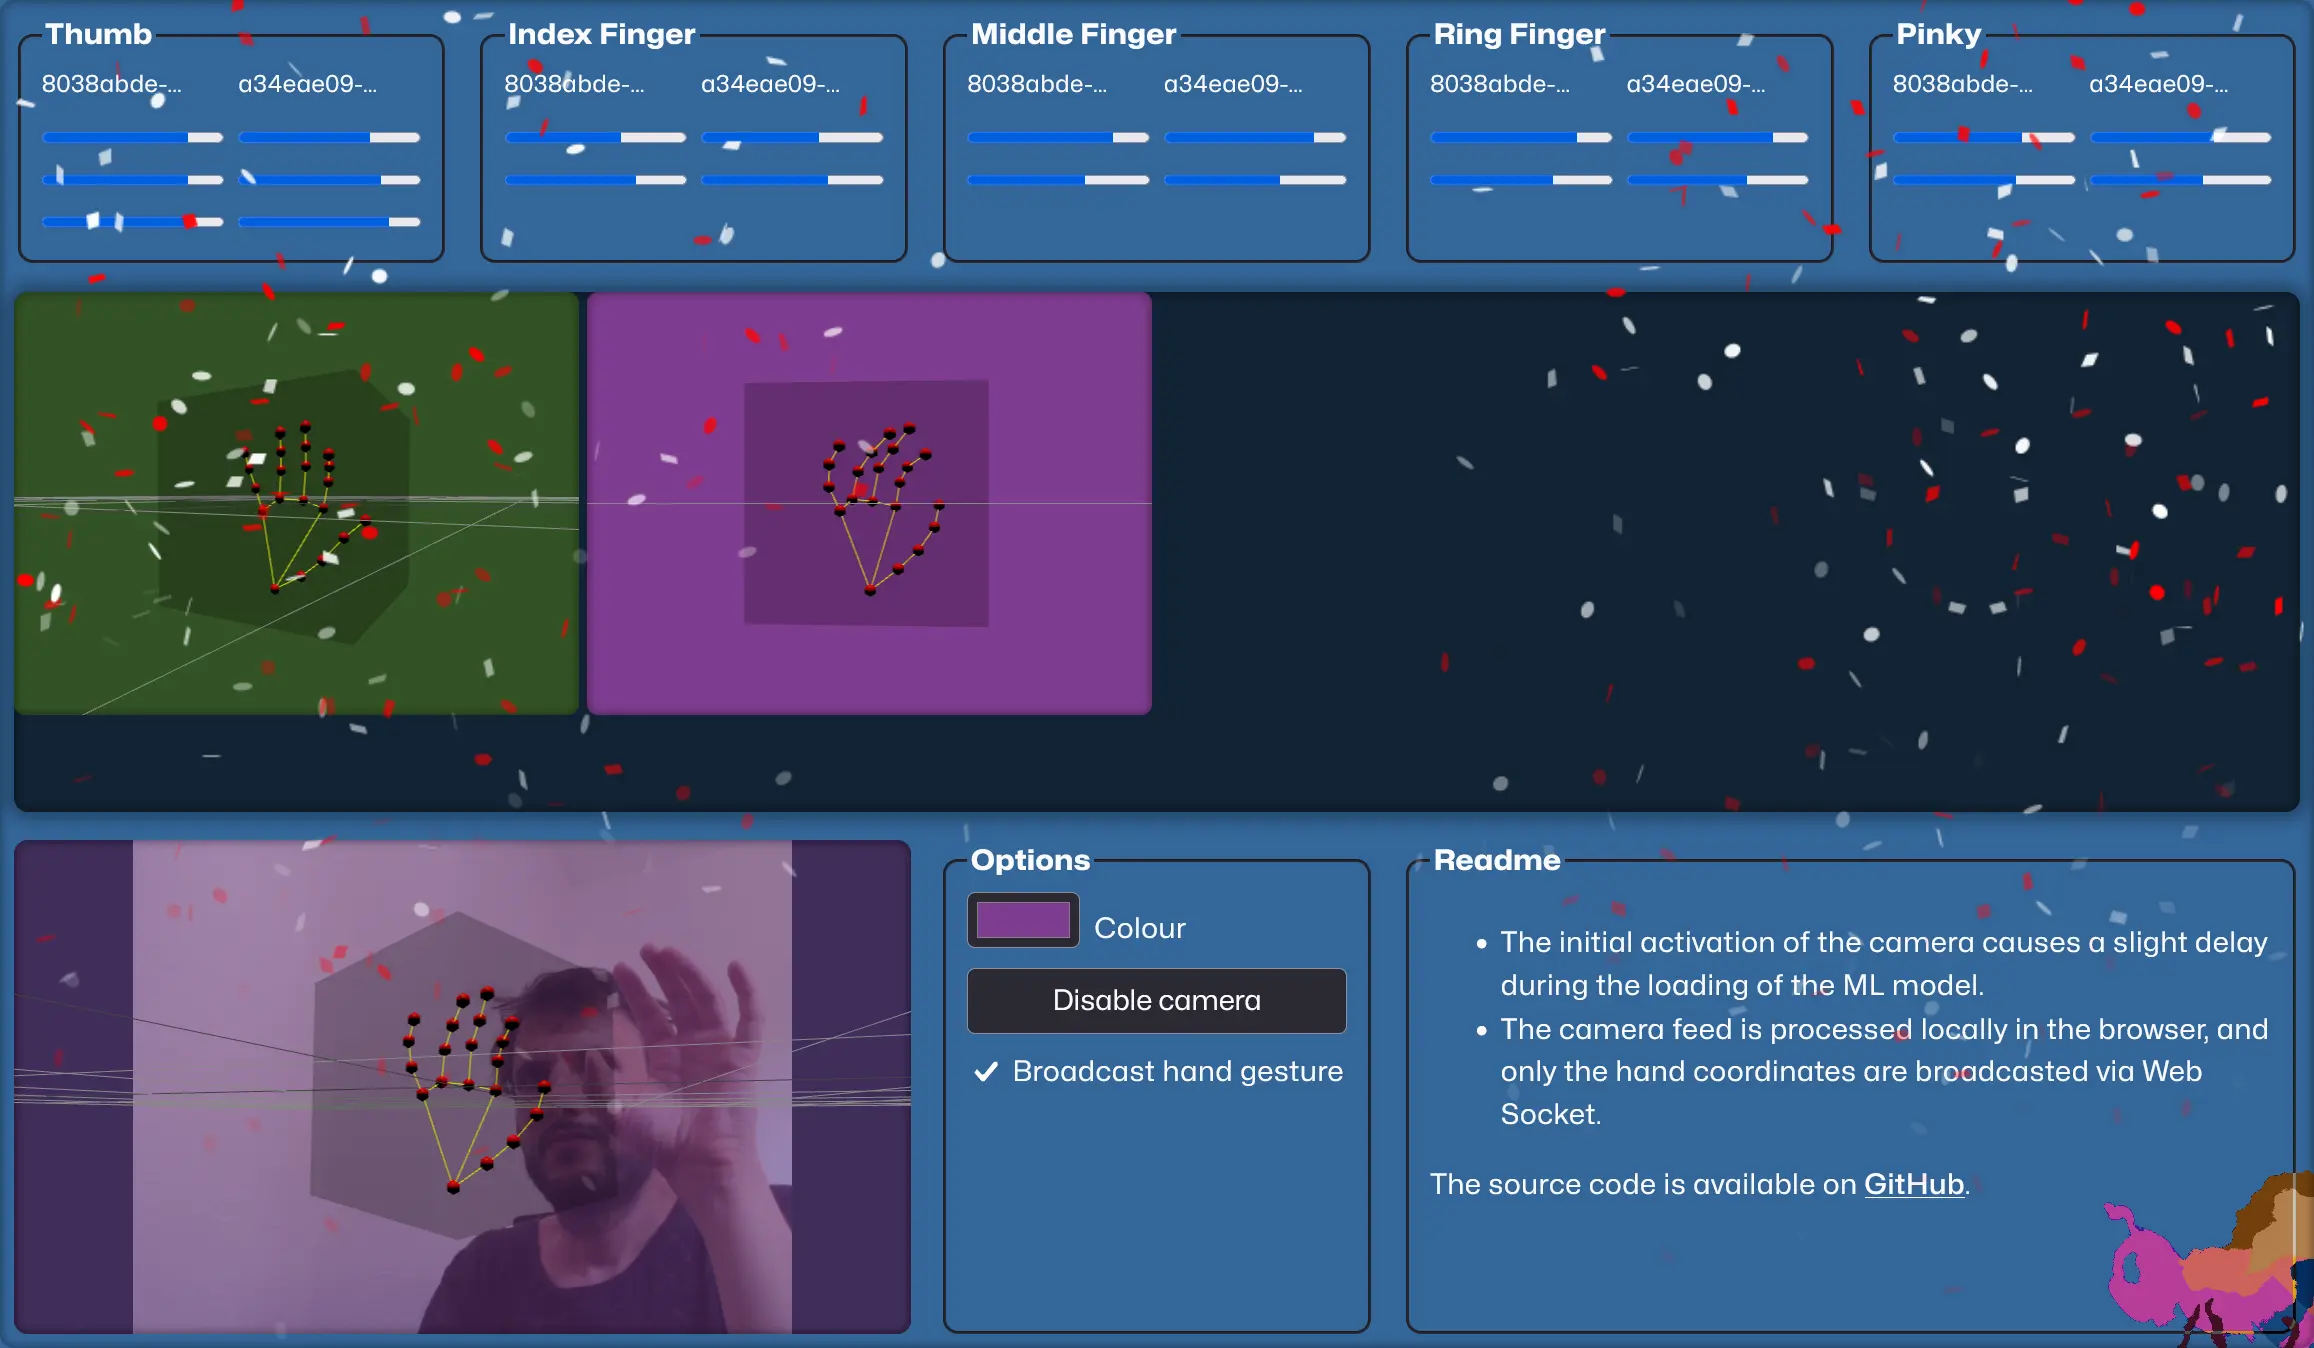 Thumb
8038abde-...
a34eae09-...
Index Finger
8038abde-...
a34eae09-...
Middle Finger
8038abde-...
a34eae09-...
Ring Finger
8038abde-...
a34eae09-...
Pinky
8038abde-...
a34eae09-...
Options
Colour
Disable camera
Broadcast hand gesture
Readme
The initial activation of the camera causes a slight delay
during the loading of the ML model.
The camera feed is processed locally in the browser, and
only the hand coordinates are broadcasted via Web
Socket.
The source code is available on GitHub.